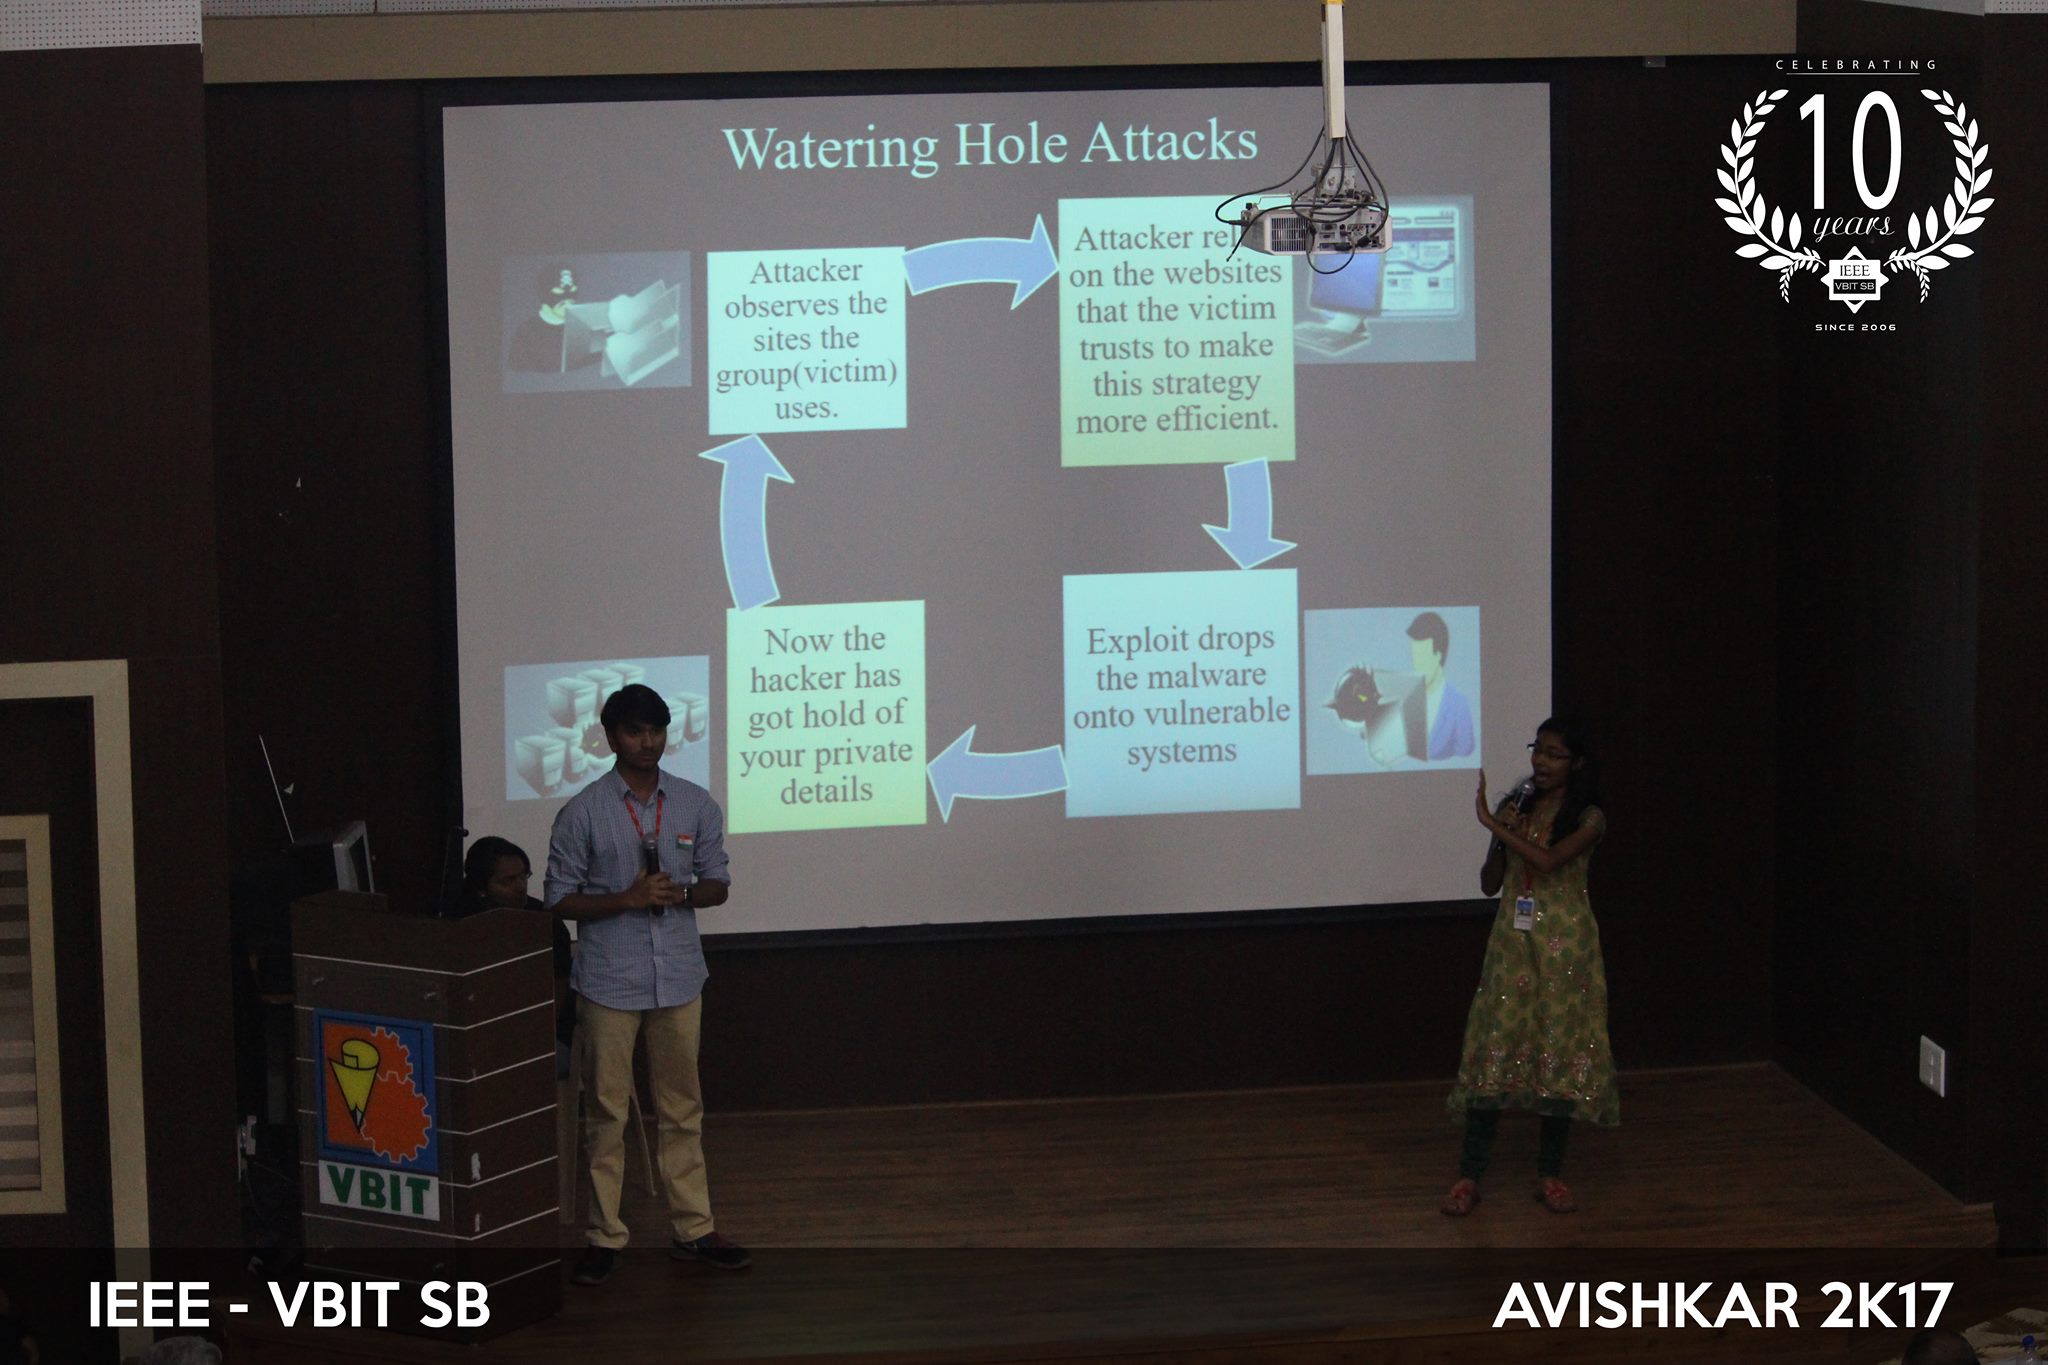 CELEBRATING
10
years
IEEE
VBIT SB
SINCE 2006
Watering Hole Attacks
Attacker
observes the
sites the
group(victim)
uses.
Attacker
on the websites
that the victim
trusts to make
this strategy
more efficient.
Exploit drops
the malware
onto vulnerable
systems
Now the
hacker has
got hold of
your private
details
VBIT
IEEE - VBIT SB
AVISHKAR 2K17